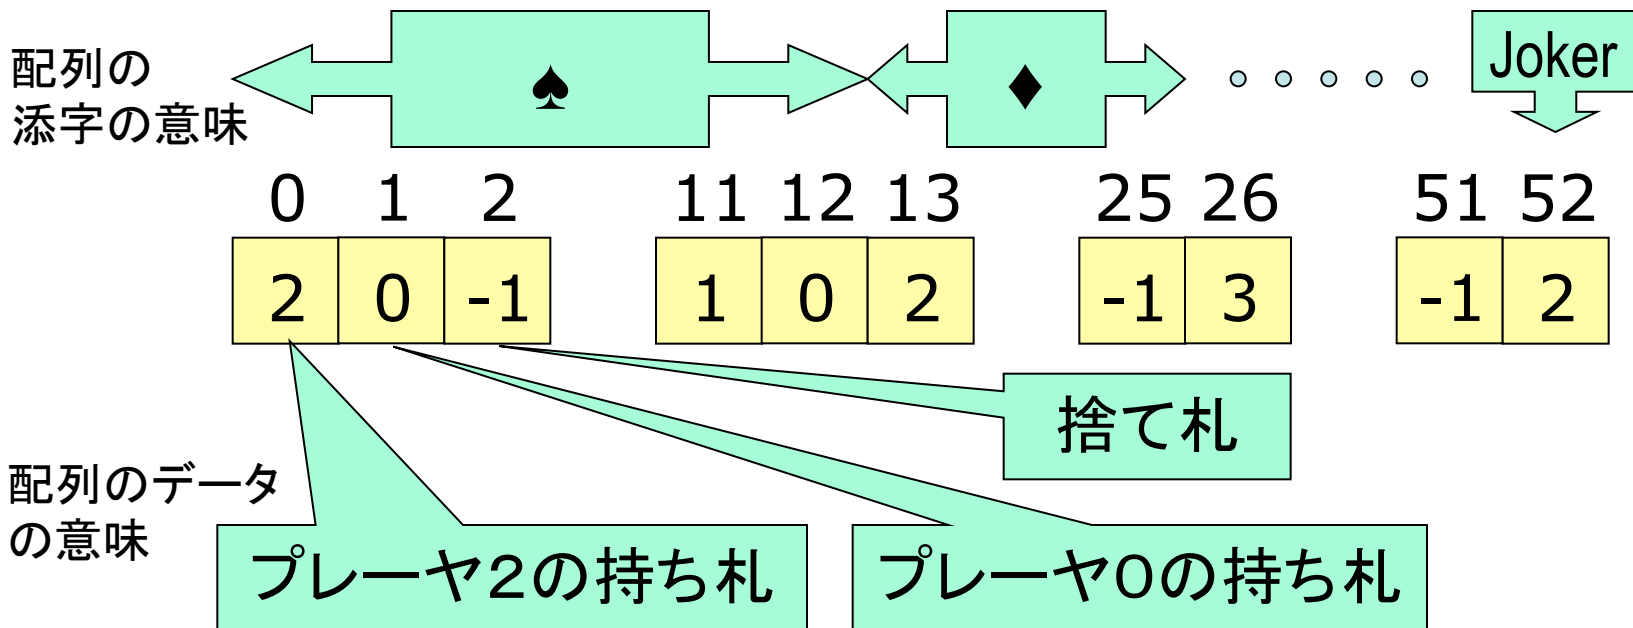 配列の
添字の意味
♠
♦
Joker
0 1 2 11 12 13 25 26 51 52
2 0 -1 1 0 2 -1 3 -1 2
捨て札
配列のデータ
の意味
プレーヤ2の持ち札
プレーヤ0の持ち札